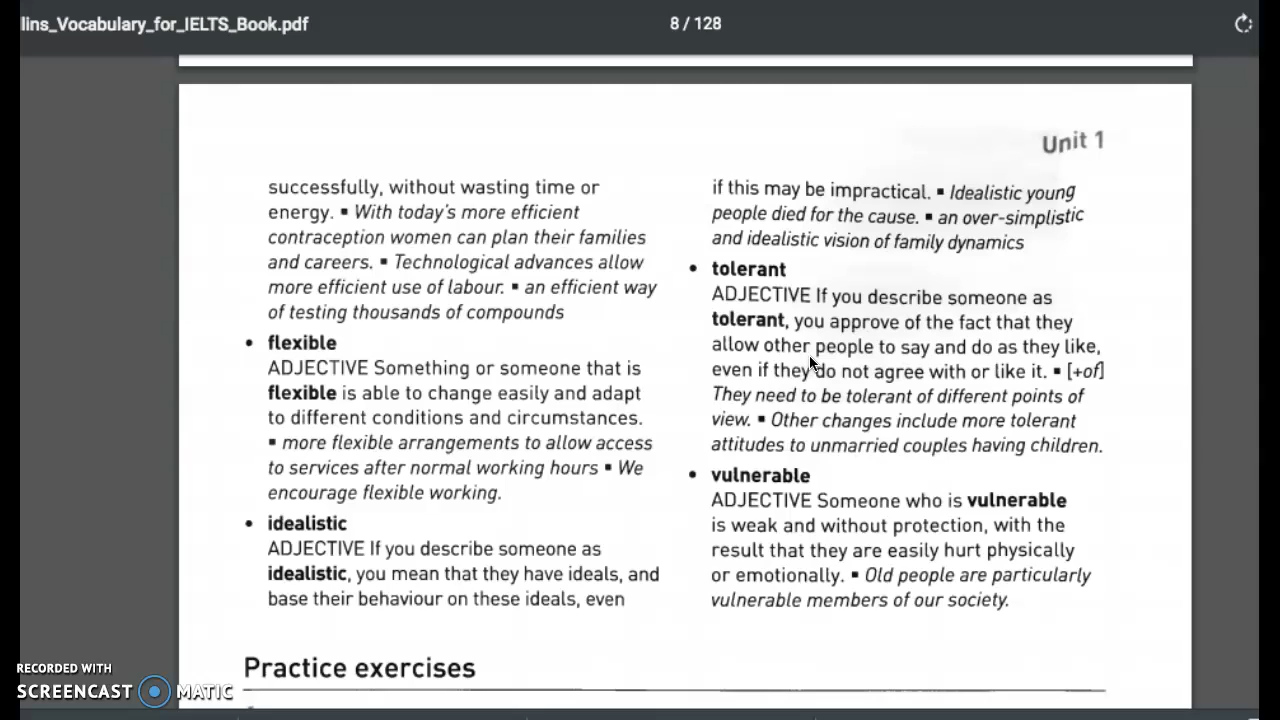 lins_Vocabulary_for_IELTS_Book.pdf
8 / 128
Unit 1
successfully, without wasting time or
energy. ▪ With today's more efficient
contraception women can plan their families
and careers. ▪ Technological advances allow
more efficient use of labour. ▪ an efficient way
of testing thousands of compounds
• flexible
ADJECTIVE Something or someone that is
flexible is able to change easily and adapt
to different conditions and circumstances.
▪ more flexible arrangements to allow access
to services after normal working hours ▪ We
encourage flexible working.
• idealistic
ADJECTIVE If you describe someone as
idealistic, you mean that they have ideals, and
base their behaviour on these ideals, even
if this may be impractical. ▪ Idealistic young
people died for the cause. ▪ an over-simplistic
and idealistic vision of family dynamics
• tolerant
ADJECTIVE If you describe someone as
tolerant, you approve of the fact that they
allow other people to say and do as they like,
even if they do not agree with or like it. ▪ [+of]
They need to be tolerant of different points of
view. ▪ Other changes include more tolerant
attitudes to unmarried couples having children.
• vulnerable
ADJECTIVE Someone who is vulnerable
is weak and without protection, with the
result that they are easily hurt physically
or emotionally. ▪ Old people are particularly
vulnerable members of our society.
Practice exercises
RECORDED WITH
SCREENCAST MATIC